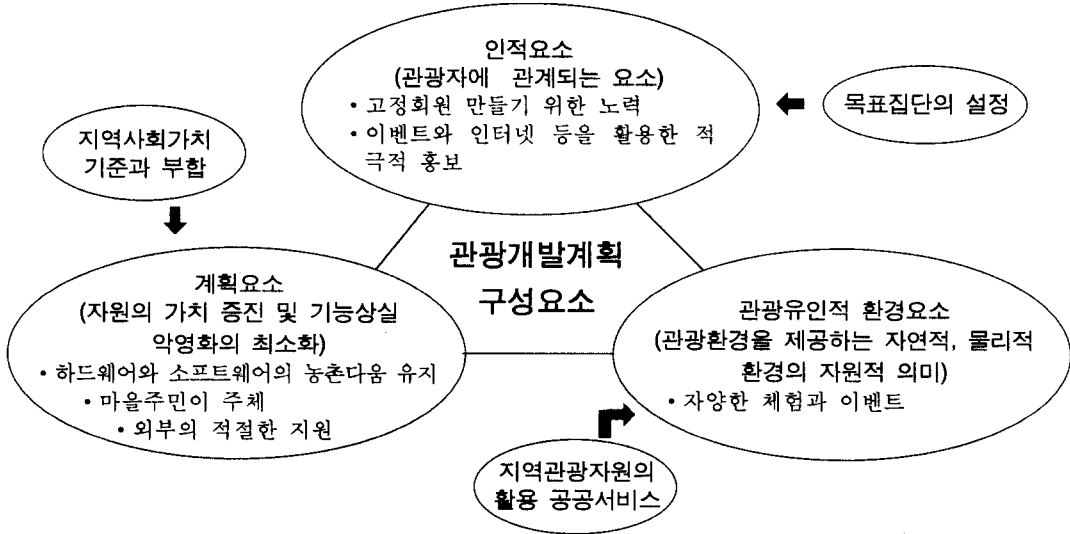 인적요소
(관광자에 관계되는 요소)
• 고정회원 만들기 위한 노력
• 이벤트와 인터넷 등을 활용한 적
극적 홍보
목표집단의 설정
지역사회가치
기준과 부합
관광개발계획
구성요소
계획요소
(자원의 가치 증진 및 기능상실
악영화의 최소화)
• 하드웨어와 소프트웨어의 농촌다움 유지
• 마을주민이 주체
• 외부의 적절한 지원
관광유인적 환경요소
(관광환경을 제공하는 자연적, 물리적
환경의 자원적 의미)
• 자양한 체험과 이벤트
지역관광자원의
활용 공공서비스